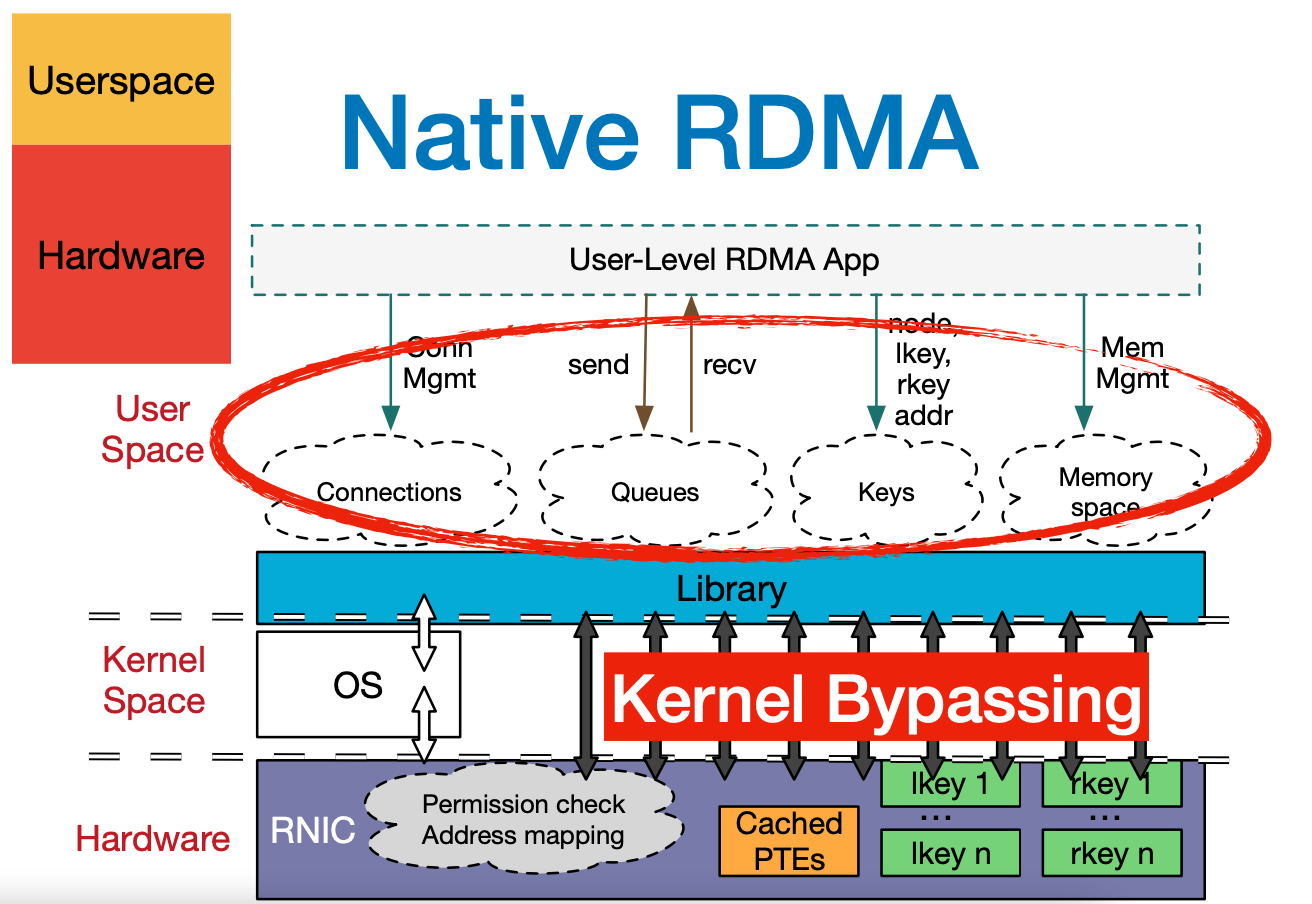 Userspace
Hardware
Native RDMA
User-Level RDMA App
Conn
Mgmt
send
recv
node,
lkey,
rkey
addr
Mem
Mgmt
User
Space
Connections
Queues
Keys
Memory
space
Library
Kernel
Space
OS
Kernel Bypassing
Hardware
RNIC
Permission check
Address mapping
Cached
PTEs
lkey 1
...
lkey n
rkey 1
...
rkey n